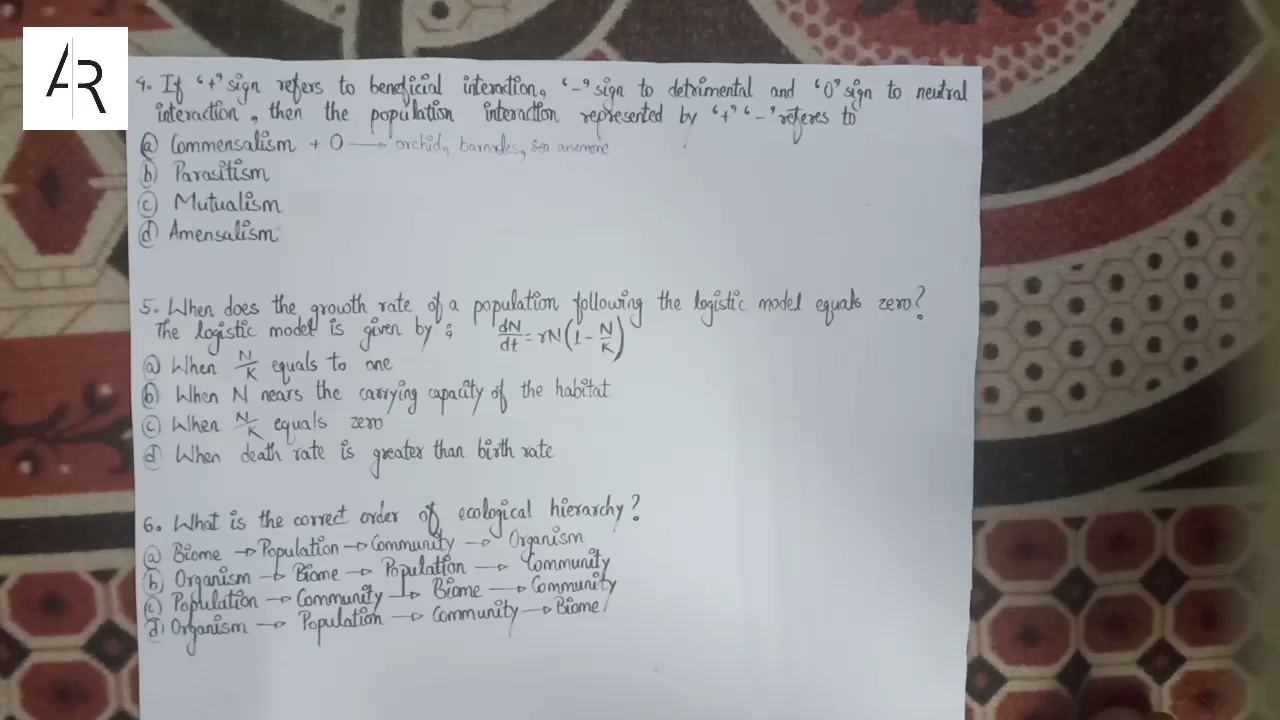 AR
4. If ‘+’ sign refers to beneficial interaction, ‘-’ sign to detrimental and ‘0’ sign to neutral
interaction, then the population interaction represented by ‘+’ ‘-’ referes to
(a) Commensalism + 0 → orchid, barnacles, sea anemone
(b) Parasitism
(c) Mutualism
(d) Amensalism
5. When does the growth rate of a population following the logistic model equals zero?
The logistic model is given by : dN/dt = rN(1 - N/K)
(a) When N/K equals to one
(b) When N nears the carrying capacity of the habitat
(c) When N/K equals zero
(d) When death rate is greater than birth rate
6. What is the correct order of ecological hierarchy?
(a) Biome → Population → Community → Organism
(b) Organism → Biome → Population → Community
(c) Population → Community → Biome → Community
(d) Organism → Population → Community → Biome